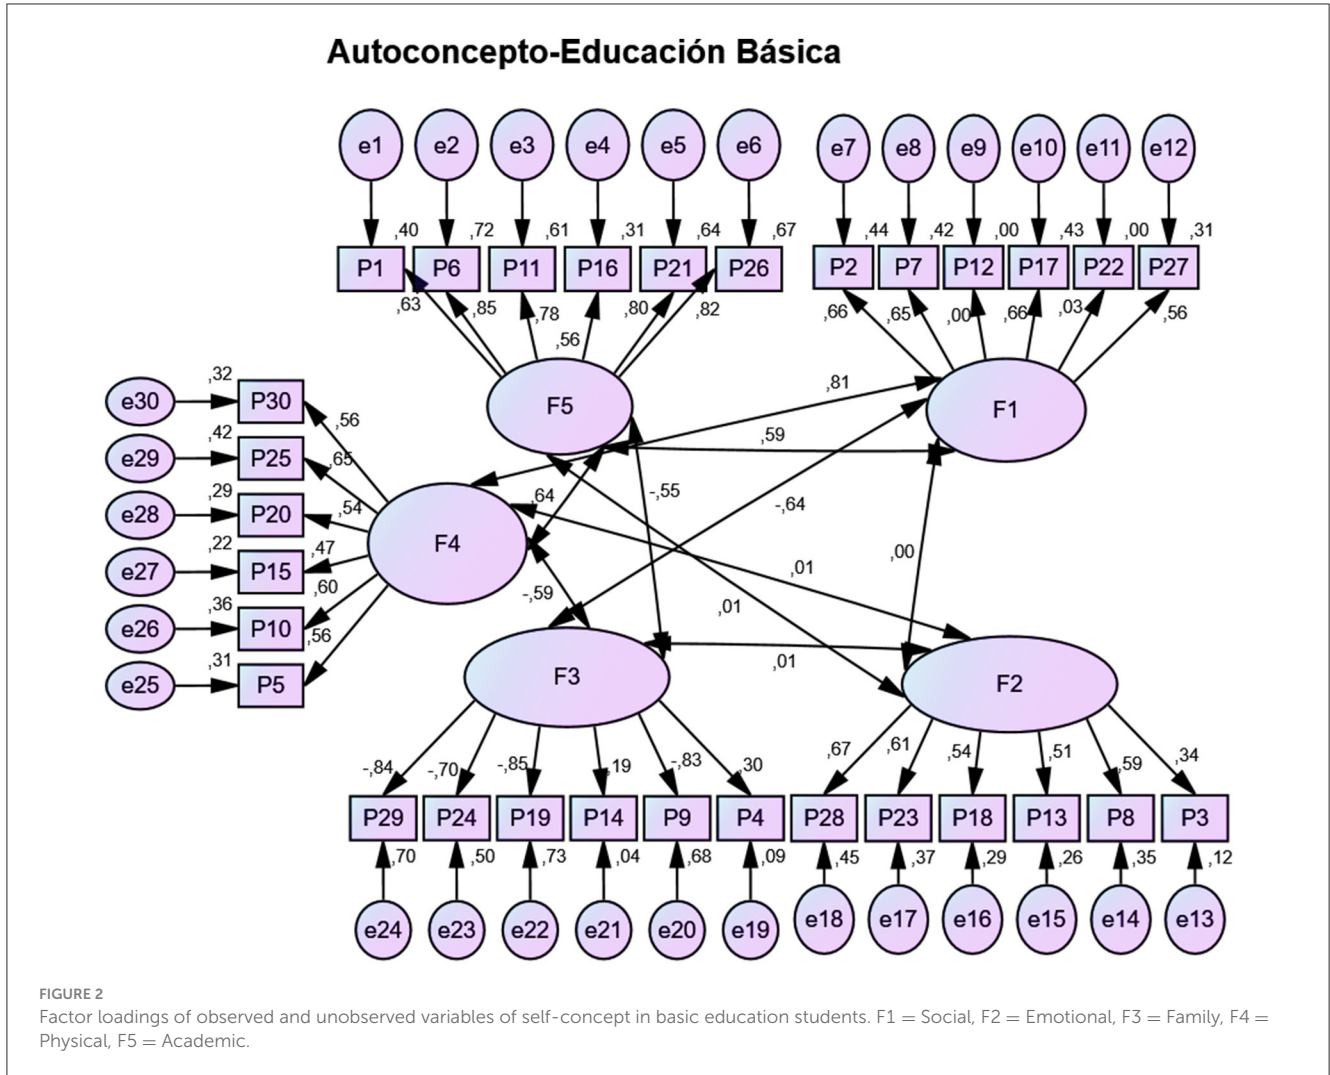 Autoconcepto-Educación Básica
e1 e2 e3 e4 e5 e6 e7 e8 e9 e10 e11 e12
,40 ,72 ,61 ,31 ,64 ,67 ,44 ,42 ,00 ,43 ,00 ,31
P1 P6 P11 P16 P21 P26 P2 P7 P12 P17 P22 P27
,63 ,85 ,78 ,80 ,82 ,66 ,65 ,00 ,66 ,03 ,56
,56
F5 F1
,81
,59
,32
e30 P30 ,56
,42
e29 P25 ,65
,29
e28 P20 ,54
,22
e27 P15 ,47
,36
e26 P10 ,60
,31
e25 P5 ,56
F4
,64 -,55 -,64
,00
,01
-,59 ,01
,01
F3 F2
-,84 -,70 -,85 ,19 -,83 ,30 ,67 ,61 ,54 ,51 ,59 ,34
P29 P24 P19 P14 P9 P4 P28 P23 P18 P13 P8 P3
,70 ,50 ,73 ,04 ,68 ,09 ,45 ,37 ,29 ,26 ,35 ,12
e24 e23 e22 e21 e20 e19 e18 e17 e16 e15 e14 e13
FIGURE 2
Factor loadings of observed and unobserved variables of self-concept in basic education students. F1 = Social, F2 = Emotional, F3 = Family, F4 =
Physical, F5 = Academic.